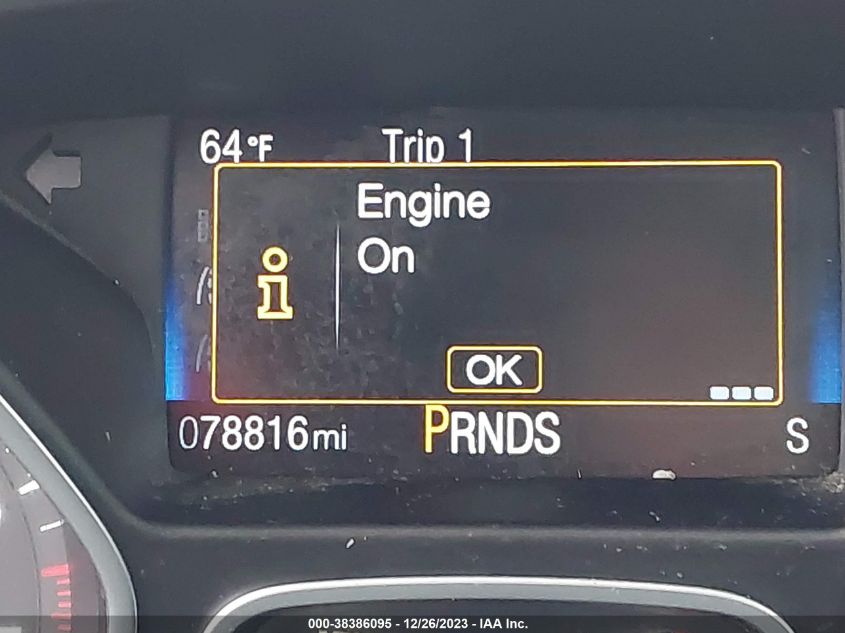 64°F Trip 1
Engine
On
OK
078816mi PRNDS S
000-38386095 - 12/26/2023 - IAA Inc.